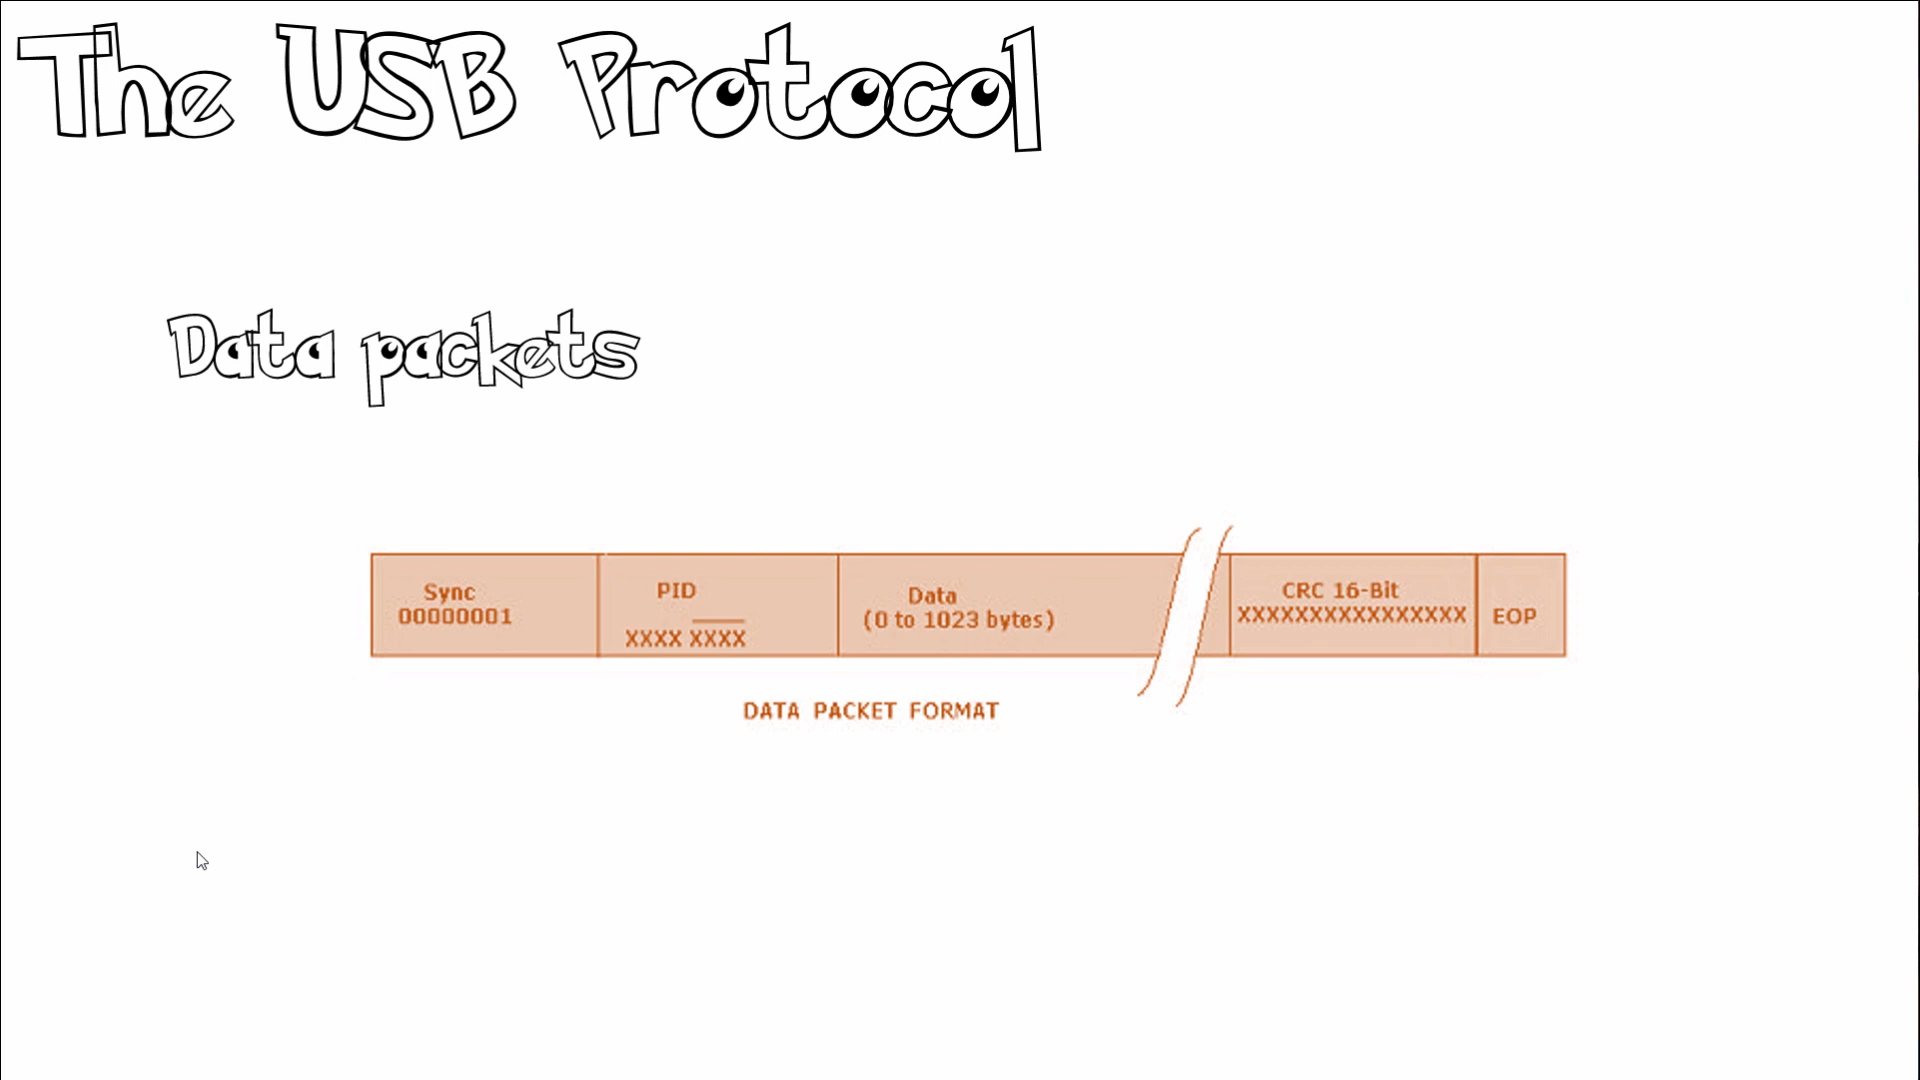 The USB Protocol
Data packets
Sync
00000001
PID
XXXX XXXX
Data
(0 to 1023 bytes)
CRC 16-Bit
XXXXXXXXXXXXXXXX
EOP
DATA PACKET FORMAT